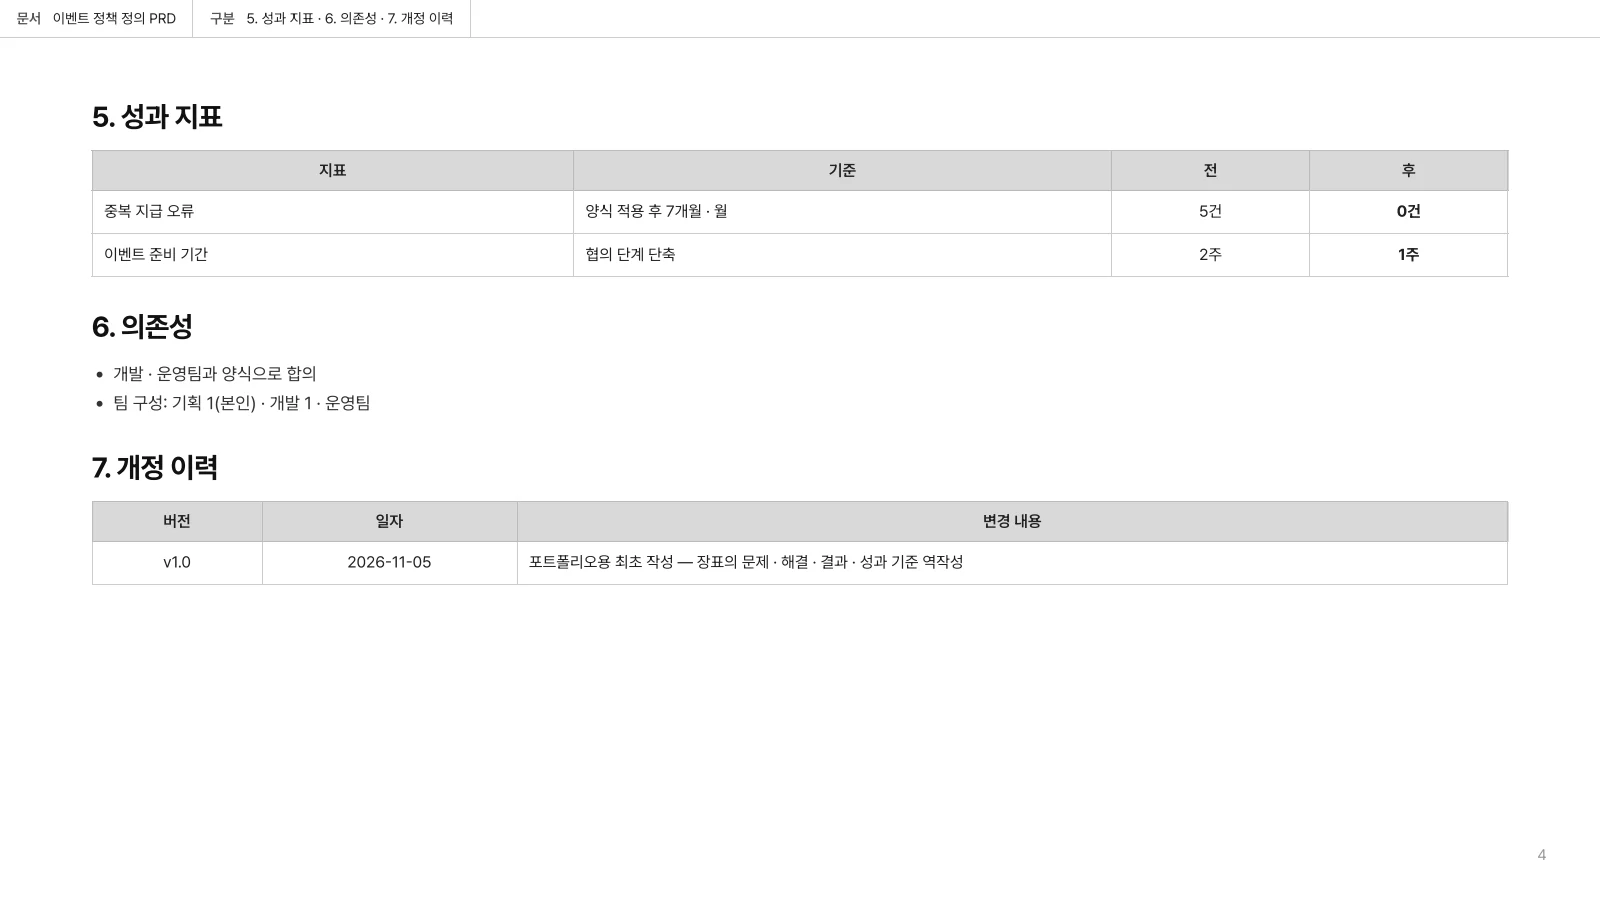 문서 이벤트 정책 정의 PRD 구분 5. 성과 지표 · 6. 의존성 · 7. 개정 이력
5. 성과 지표
지표 기준 전 후
중복 지급 오류 양식 적용 후 7개월 · 월 5건 0건
이벤트 준비 기간 협의 단계 단축 2주 1주
6. 의존성
• 개발 · 운영팀과 양식으로 합의
• 팀 구성: 기획 1(본인) · 개발 1 · 운영팀
7. 개정 이력
버전 일자 변경 내용
v1.0 2026-11-05 포트폴리오용 최초 작성 — 장표의 문제 · 해결 · 결과 · 성과 기준 역작성
4